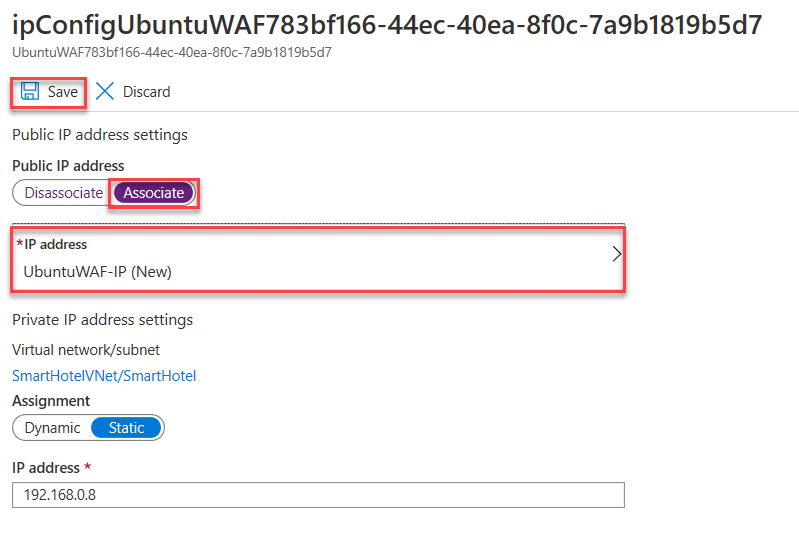 ipConfigUbuntuWAF783bf166-44ec-40ea-8f0c-7a9b1819b5d7
UbuntuWAF783bf166-44ec-40ea-8f0c-7a9b1819b5d7
Save Discard
Public IP address settings
Public IP address
Disassociate Associate
*IP address
UbuntuWAF-IP (New)
Private IP address settings
Virtual network/subnet
SmartHotelVNet/SmartHotel
Assignment
Dynamic Static
IP address *
192.168.0.8